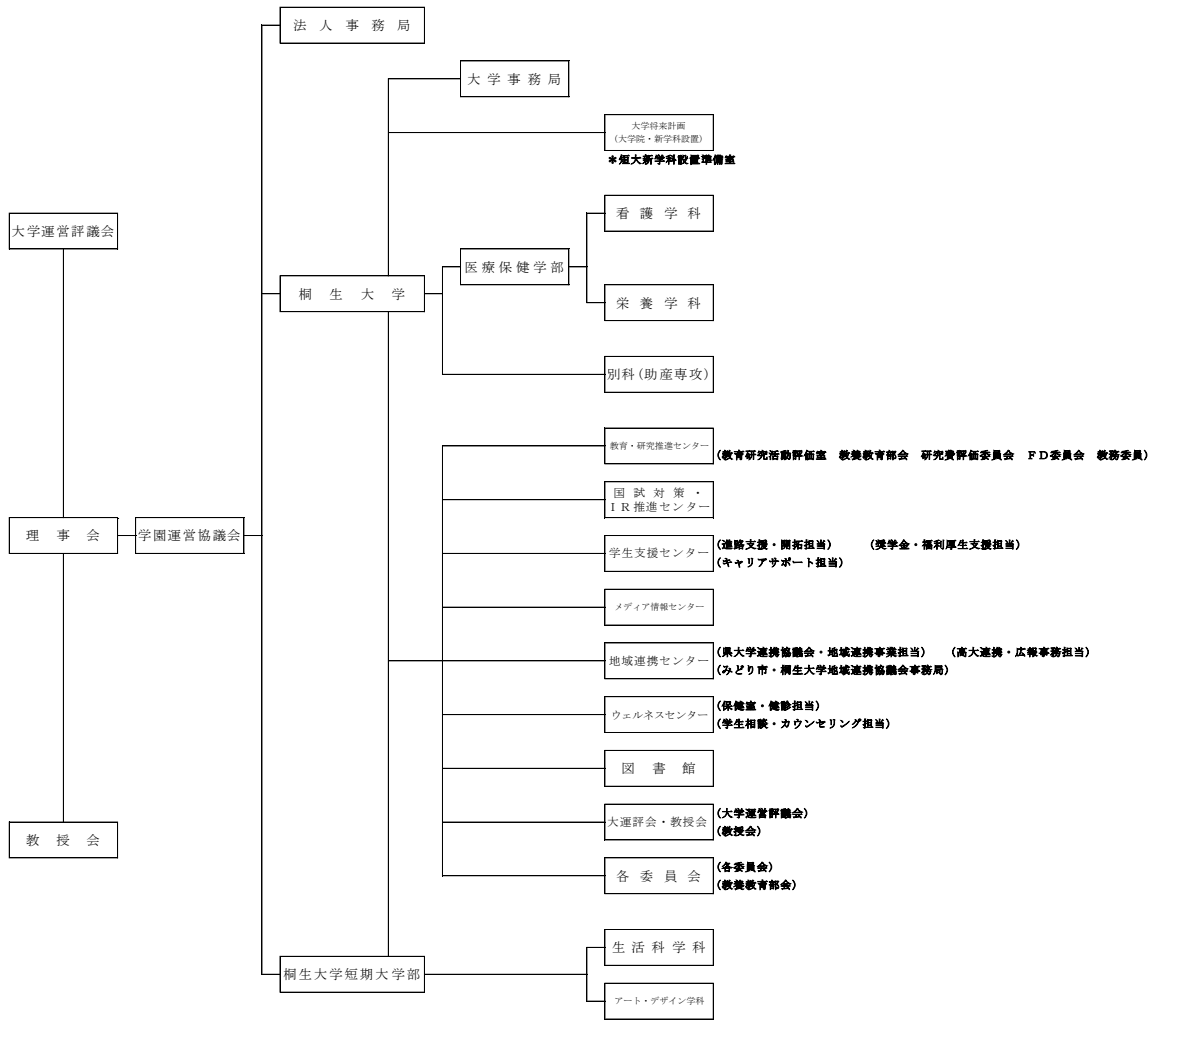 法人事務局
大学事務局
大学将来計画
（大学院・新学科設置）
＊短大新学科設置準備室
看護学科
大学運営評議会
医療保健学部
桐生大学
栄養学科
別科(助産専攻)
教育・研究推進センター
（教育研究活動評価室　教養教育部会　研究費評価委員会　ＦＤ委員会　教務委員）
国試対策・
ＩＲ推進センター
理事会
学園運営協議会
学生支援センター
（進路支援・開拓担当）　（奨学金・福利厚生支援担当）
（キャリアサポート担当）
メディア情報センター
地域連携センター
（県大学連携協議会・地域連携事業担当）　（高大連携・広報事務担当）
（みどり市・桐生大学地域連携協議会事務局）
ウェルネスセンター
（保健室・健診担当）
（学生相談・カウンセリング担当）
図書館
教授会
大運評会・教授会
（大学運営評議会）
（教授会）
各委員会
（各委員会）
（教養教育部会）
生活科学科
桐生大学短期大学部
アート・デザイン学科